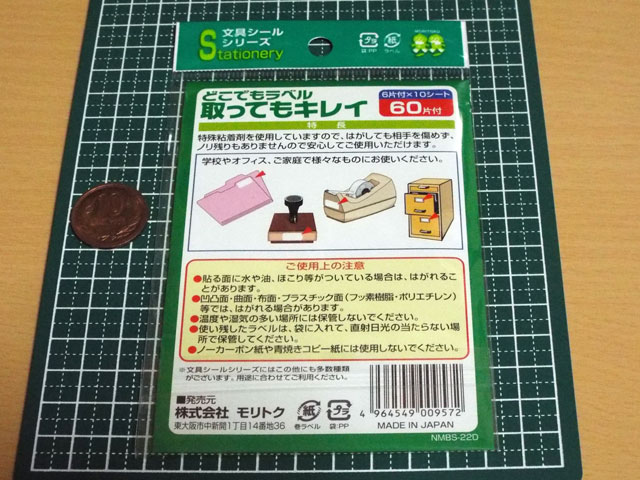 文具シール
シリーズ
Stationery
プラ
袋:PP
紙
ラベル
どこでもラベル
取ってもキレイ
6片付×10シート
60片付
特長
特殊粘着剤を使用していますので、はがしても相手を傷めず、
ノリ残りもありませんので安心してご使用いただけます。
学校やオフィス、ご家庭で様々なものにお使いください。
ご使用上の注意
●貼る面に水や油、ほこり等がついている場合は、はがれるこ
とがあります。
●凹凸面・曲面・布面・プラスチック面(フッ素樹脂・ポリエチレン)
等では、はがれる場合があります。
●温度や湿気の多い場所には保管しないでください。
●使い残したラベルは、袋に入れて、直射日光の当たらない場
所で保管してください。
●ノーカーボン紙や青焼きコピー紙には使用しないでください。
※文具シールシリーズにはこの他にも多数種類
がございます。用途に合わせてご利用ください。
■発売元
株式会社 モリトク
東大阪市中新開1丁目14番地36
紙
巻ラベル
プラ
袋:PP
4 964549 009572
MADE IN JAPAN
NMBS-22D
10